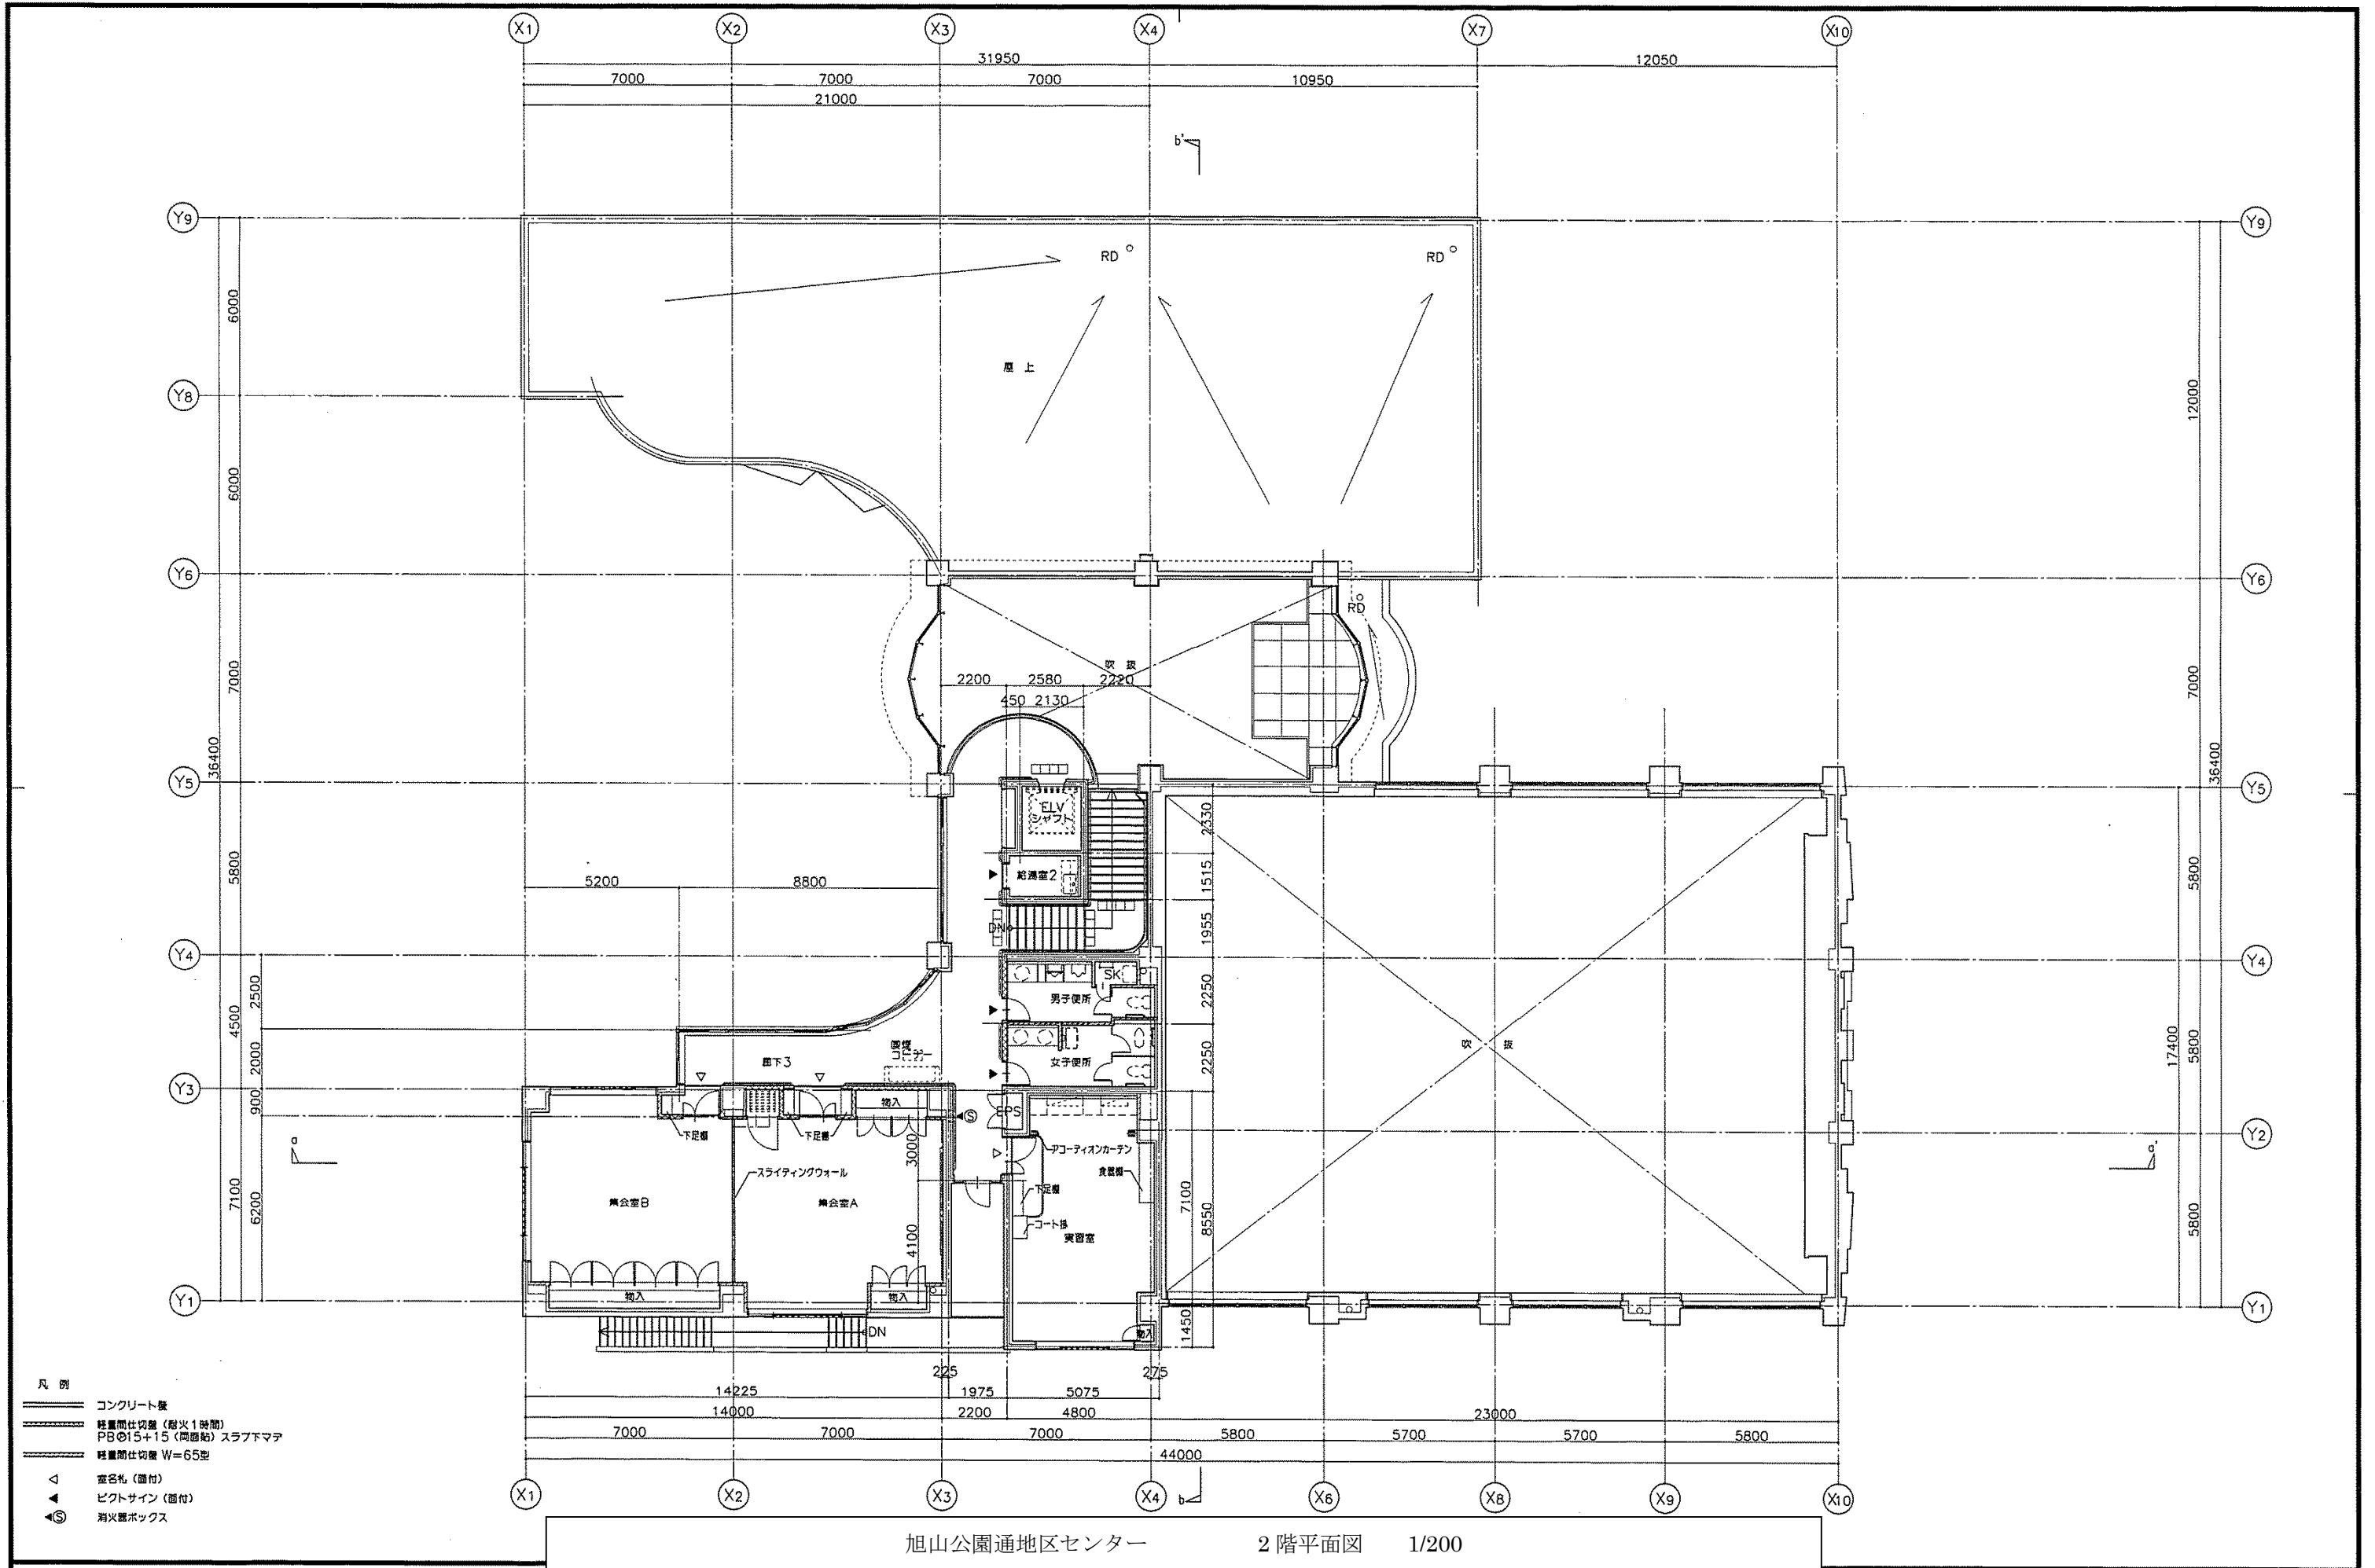 X1 X2 X3 X4 X7 X10
31950 12050
7000 7000 7000 10950
21000
b'
Y9 Y9
RD RD
6000
屋 上
12000
Y8
6000
Y6 Y6
RD
7000
吹 抜
7000
2200 2580 2220
450 2130
36400
36400
Y5 Y5
ELV
シャフト
2330
5800
5200 8800
給湯室2
1515
5800
DN
1955
Y4 Y4
SK
2500
男子便所
2250
4500
廊下3
喫煙
コーナー
女子便所
2250
吹 抜
17400
5800
2000
Y3
900
物入
EPS
S
a
下足棚
下足棚
3000
アコーディオンカーテン
Y2
a'
スライディングウォール
食器棚
7100
6200
集会室B
集会室A
下足棚
コート掛
実習室
7100
8550
5800
4100
Y1
物入
物入
Y1
DN
物入
1450
225 275
14225 1975 5075
14000 2200 4800 23000
7000 7000 7000 5800 5700 5700 5800
44000
X1 X2 X3 X4 b X6 X8 X9 X10
凡 例
コンクリート壁
軽量間仕切壁（耐火1時間）
PB⌀15+15（両面貼）スラブ下マデ
軽量間仕切壁 W=65型
室名札（面付）
ピクトサイン（面付）
S 消火器ボックス
旭山公園通地区センター 2階平面図 1/200